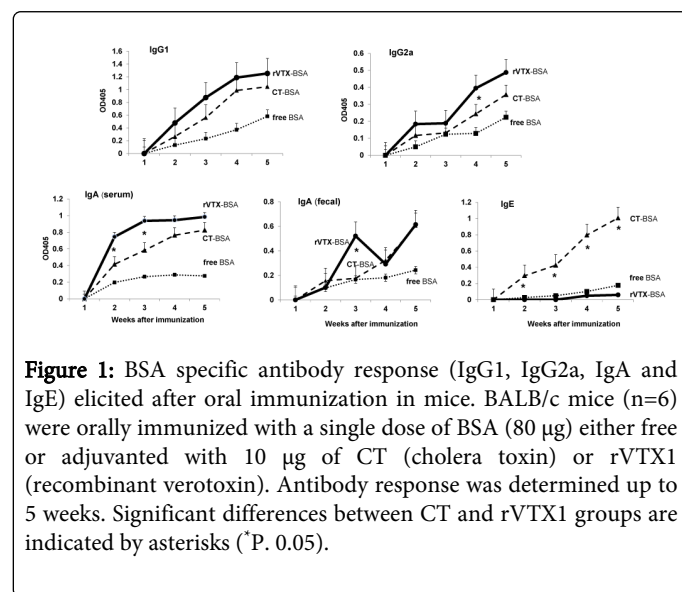 IgG1
1.6
1.4
1.2
1
0.8
0.6
0.4
0.2
0
OD405
rVTX-BSA
CT-BSA
free BSA
1 2 3 4 5
IgG2a
0.6
0.5
0.4
0.3
0.2
0.1
0
OD405
rVTX-BSA
*
CT-BSA
free BSA
1 2 3 4 5
IgA (serum)
1.2
1
0.8
0.6
0.4
0.2
0
OD405
rVTX-BSA
* *
CT-BSA
free BSA
1 2 3 4 5
Weeks after immunization
IgA (fecal)
0.8
0.6
0.4
0.2
0
rVTX-BSA
*
CT-BSA
free BSA
1 2 3 4 5
Weeks after immunization
IgE
1.2
1
0.8
0.6
0.4
0.2
0
CT-BSA
* * * *
free BSA
rVTX-BSA
1 2 3 4 5
Weeks after immunization
Figure 1: BSA specific antibody response (IgG1, IgG2a, IgA and
IgE) elicited after oral immunization in mice. BALB/c mice (n=6)
were orally immunized with a single dose of BSA (80 µg) either free
or adjuvanted with 10 µg of CT (cholera toxin) or rVTX1
(recombinant verotoxin). Antibody response was determined up to
5 weeks. Significant differences between CT and rVTX1 groups are
indicated by asterisks (*P. 0.05).